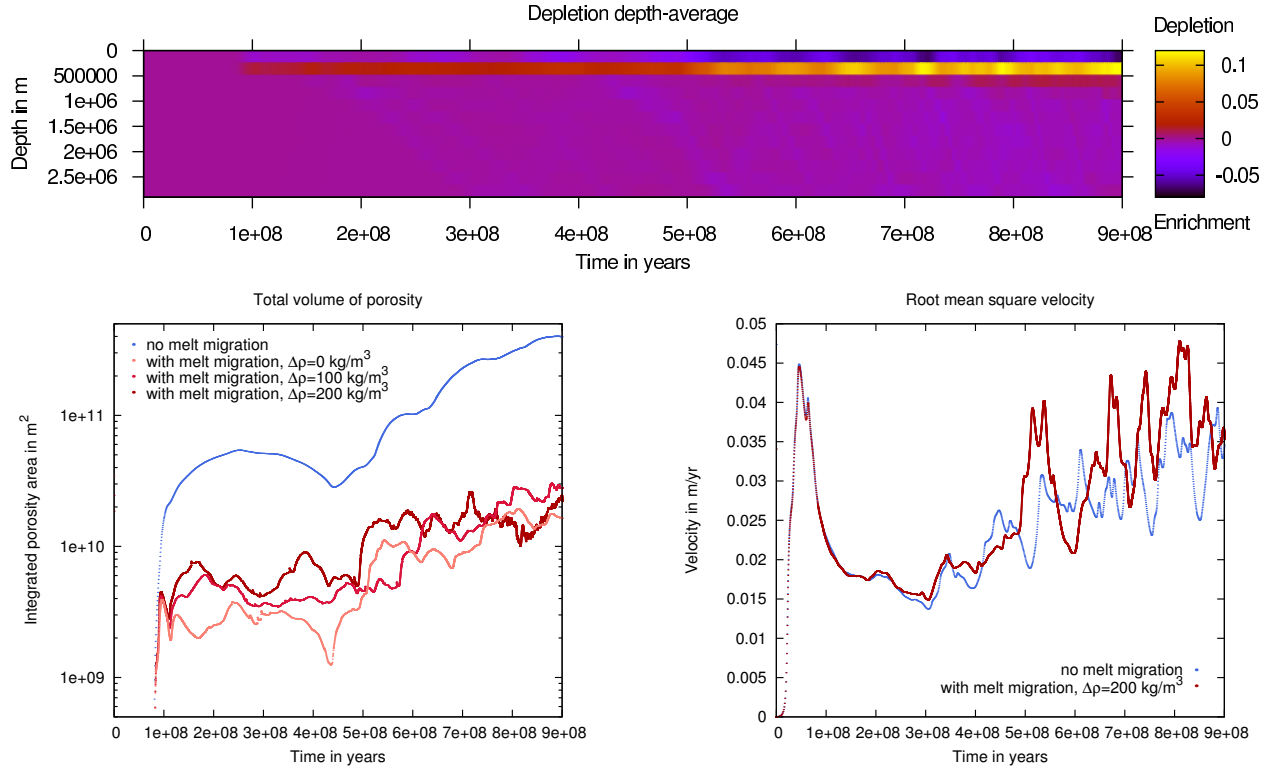 Depletion depth-average
Depletion
0
500000
1e+06
1.5e+06
2e+06
2.5e+06
Depth in m
0.1
0.05
0
-0.05
Enrichment
0 1e+08 2e+08 3e+08 4e+08 5e+08 6e+08 7e+08 8e+08 9e+08
Time in years
Total volume of porosity
no melt migration
with melt migration, Δρ=0 kg/m³
with melt migration, Δρ=100 kg/m³
with melt migration, Δρ=200 kg/m³
1e+11
1e+10
1e+09
Integrated porosity area in m²
0 1e+08 2e+08 3e+08 4e+08 5e+08 6e+08 7e+08 8e+08 9e+08
Time in years
Root mean square velocity
0.05
0.045
0.04
0.035
0.03
0.025
0.02
0.015
0.01
0.005
0
Velocity in m/yr
no melt migration
with melt migration, Δρ=200 kg/m³
0 1e+08 2e+08 3e+08 4e+08 5e+08 6e+08 7e+08 8e+08 9e+08
Time in years